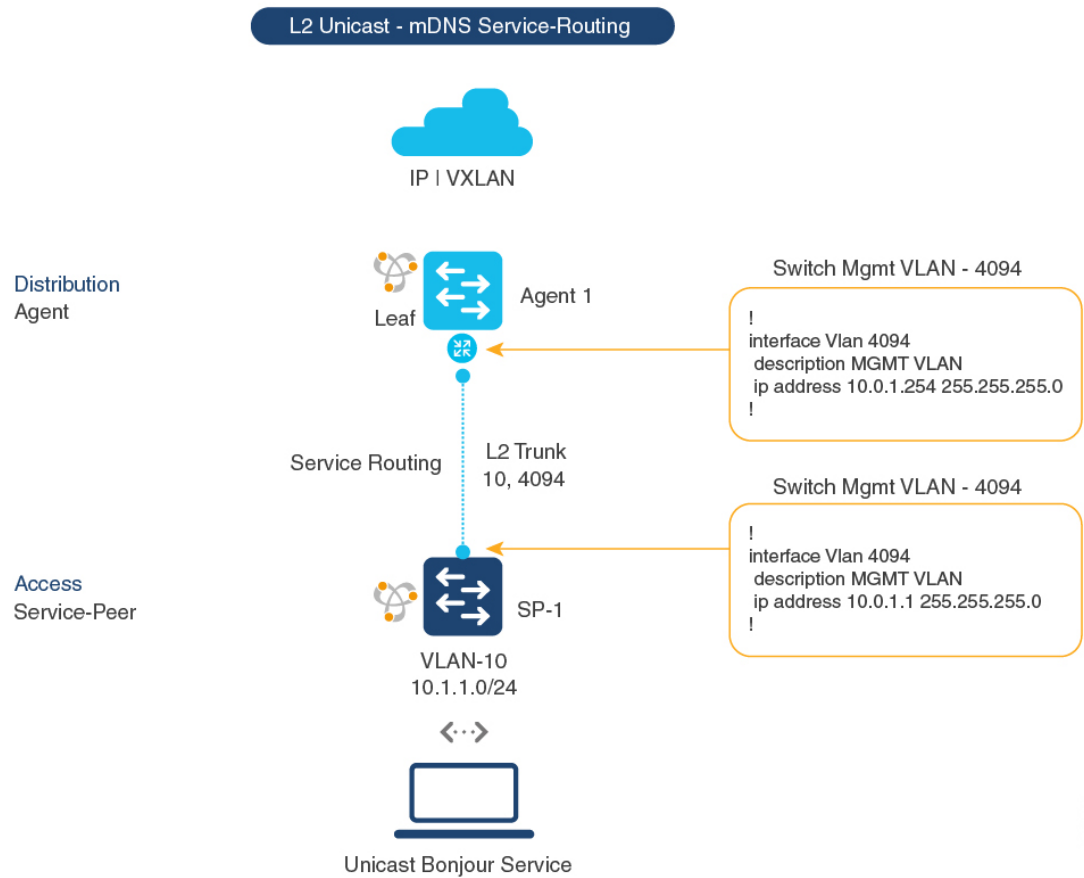 L2 Unicast - mDNS Service-Routing
IP | VXLAN
Distribution
Agent
Leaf
Agent 1
Switch Mgmt VLAN - 4094
!
interface Vlan 4094
description MGMT VLAN
ip address 10.0.1.254 255.255.255.0
!
Service Routing
L2 Trunk
10, 4094
Switch Mgmt VLAN - 4094
!
interface Vlan 4094
description MGMT VLAN
ip address 10.0.1.1 255.255.255.0
!
Access
Service-Peer
SP-1
VLAN-10
10.1.1.0/24
Unicast Bonjour Service